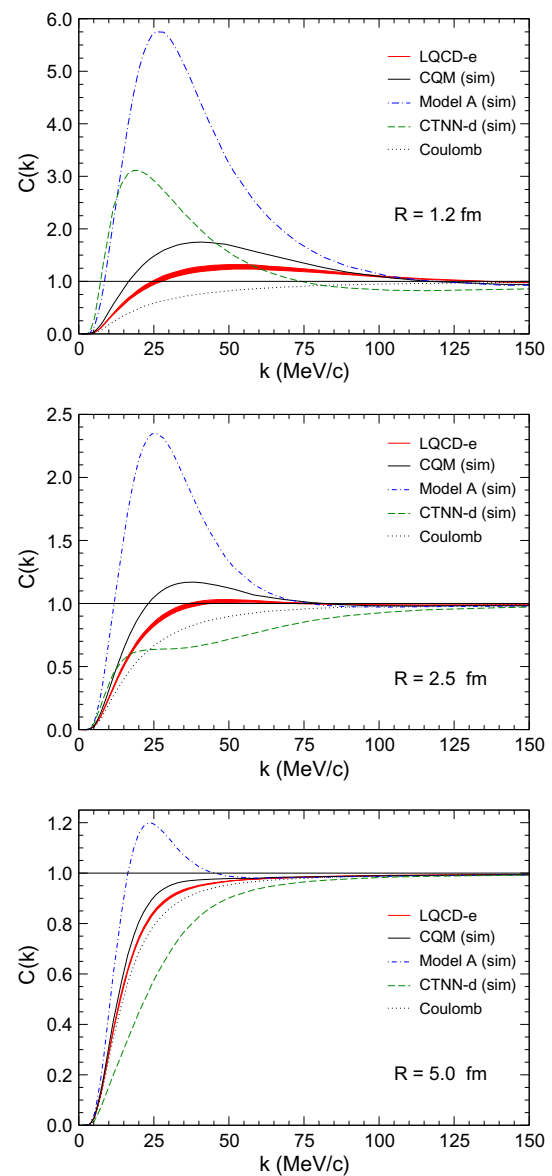 6.0
5.0
4.0
3.0
2.0
1.0
0.0
C(k)
LQCD-e
CQM (sim)
Model A (sim)
CTNN-d (sim)
Coulomb
R = 1.2 fm
0 25 50 75 100 125 150
k (MeV/c)
2.5
2.0
1.5
1.0
0.5
0.0
C(k)
LQCD-e
CQM (sim)
Model A (sim)
CTNN-d (sim)
Coulomb
R = 2.5 fm
0 25 50 75 100 125 150
k (MeV/c)
1.2
1.0
0.8
0.6
0.4
0.2
0.0
C(k)
LQCD-e
CQM (sim)
Model A (sim)
CTNN-d (sim)
Coulomb
R = 5.0 fm
0 25 50 75 100 125 150
k (MeV/c)